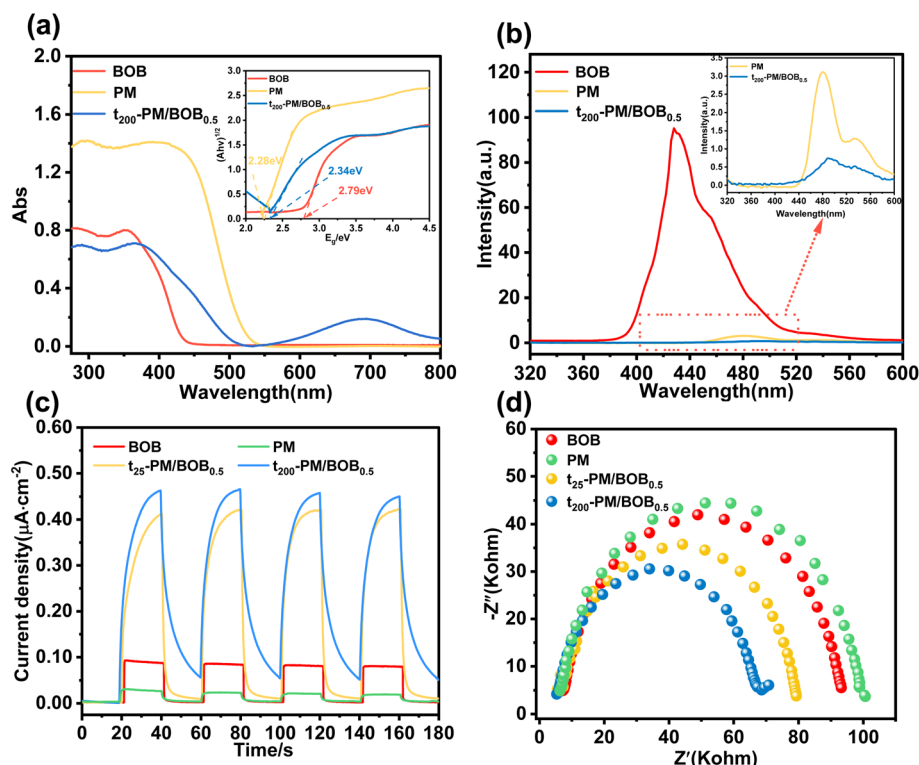 (a)
BOB
PM
t₂₀₀-PM/BOB₀.₅
Abs
2.1
1.8
1.5
1.2
0.9
0.6
0.3
0.0
300 400 500 600 700 800
Wavelength(nm)
BOB
PM
t₂₀₀-PM/BOB₀.₅
(Ahv)¹/²
3.0
2.5
2.0
1.5
1.0
0.5
0.0
2.28eV
2.34eV
2.79eV
2.0 2.5 3.0 3.5 4.0 4.5
E_g/eV
(b)
BOB
PM
t₂₀₀-PM/BOB₀.₅
Intensity(a.u.)
120
100
80
60
40
20
0
320 360 400 440 480 520 560 600
Wavelength(nm)
PM
t₂₀₀-PM/BOB₀.₅
Intensity(a.u.)
3.5
3.0
2.5
2.0
1.5
1.0
0.5
0.0
320 360 400 440 480 520 560 600
Wavelength(nm)
(c)
BOB
PM
t₂₅-PM/BOB₀.₅
t₂₀₀-PM/BOB₀.₅
Current density(μA·cm⁻²)
0.60
0.50
0.40
0.30
0.20
0.10
0.00
0 20 40 60 80 100 120 140 160 180
Time/s
(d)
BOB
PM
t₂₅-PM/BOB₀.₅
t₂₀₀-PM/BOB₀.₅
-Z″(Kohm)
60
50
40
30
20
10
0
0 20 40 60 80 100
Z′(Kohm)